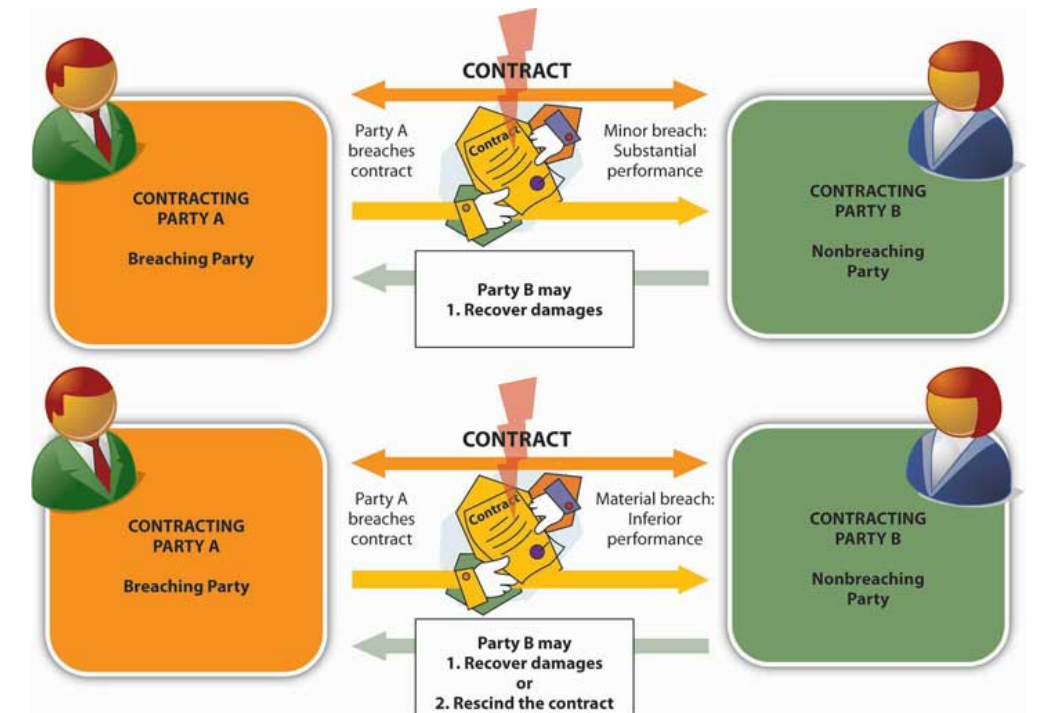 CONTRACT
Party A
breaches
contract
Contract
Minor breach:
Substantial
performance
CONTRACTING
PARTY A
Breaching Party
CONTRACTING
PARTY B
Nonbreaching
Party
Party B may
1. Recover damages
CONTRACT
Party A
breaches
contract
Contract
Material breach:
Inferior
performance
CONTRACTING
PARTY A
Breaching Party
CONTRACTING
PARTY B
Nonbreaching
Party
Party B may
1. Recover damages
or
2. Rescind the contract